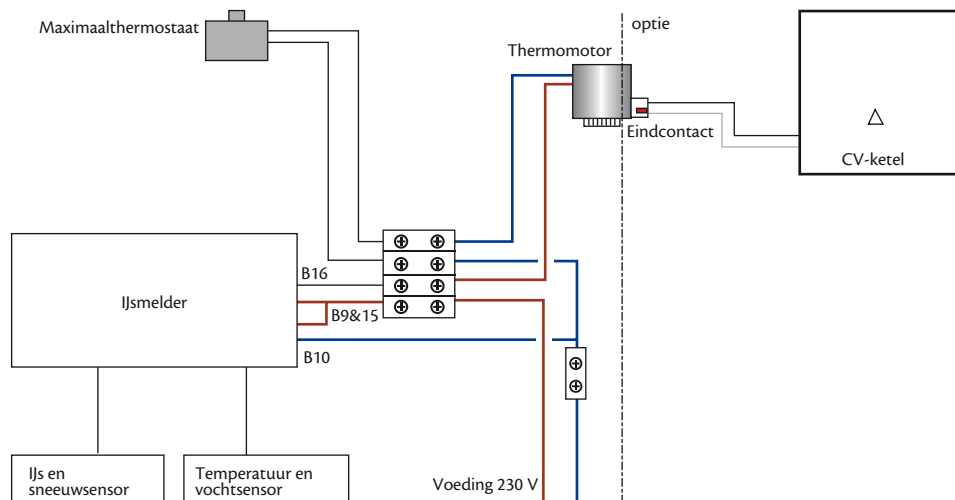 Maximaalthermostaat
optie
Thermomotor
Eindcontact
CV-ketel
B16
IJsmelder
B9&15
B10
IJs en
sneeuwsensor
Temperatuur en
vochtsensor
Voeding 230 V